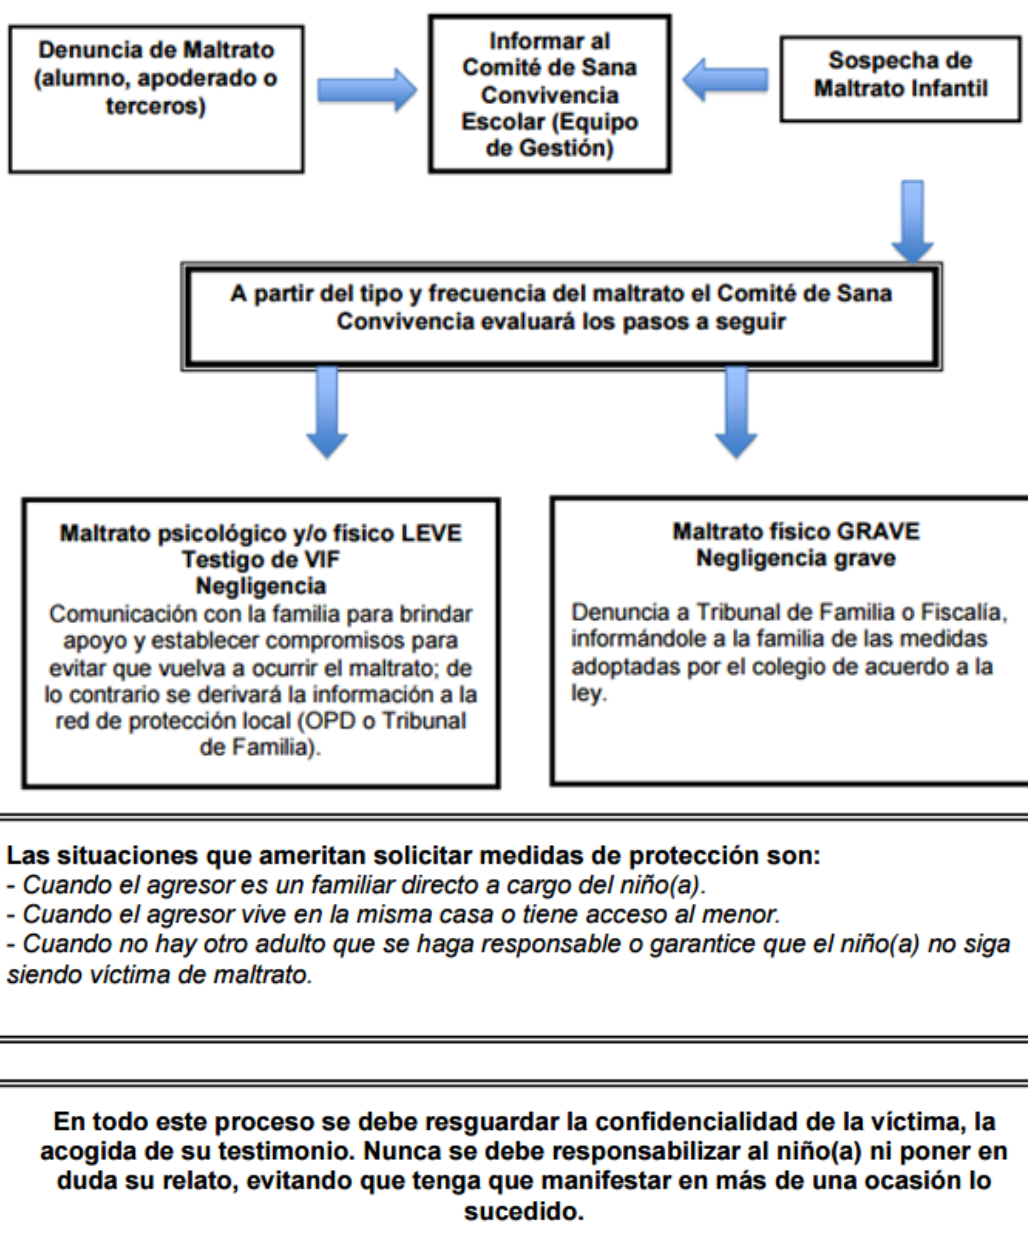 Denuncia de Maltrato
(alumno, apoderado o
terceros)
Informar al
Comité de Sana
Convivencia
Escolar (Equipo
de Gestión)
Sospecha de
Maltrato Infantil
A partir del tipo y frecuencia del maltrato el Comité de Sana
Convivencia evaluará los pasos a seguir
Maltrato psicológico y/o físico LEVE
Testigo de VIF
Negligencia
Comunicación con la familia para brindar
apoyo y establecer compromisos para
evitar que vuelva a ocurrir el maltrato; de
lo contrario se derivará la información a la
red de protección local (OPD o Tribunal
de Familia).
Maltrato físico GRAVE
Negligencia grave
Denuncia a Tribunal de Familia o Fiscalía,
informándole a la familia de las medidas
adoptadas por el colegio de acuerdo a la
ley.
Las situaciones que ameritan solicitar medidas de protección son:
- Cuando el agresor es un familiar directo a cargo del niño(a).
- Cuando el agresor vive en la misma casa o tiene acceso al menor.
- Cuando no hay otro adulto que se haga responsable o garantice que el niño(a) no siga
siendo víctima de maltrato.
En todo este proceso se debe resguardar la confidencialidad de la víctima, la
acogida de su testimonio. Nunca se debe responsabilizar al niño(a) ni poner en
duda su relato, evitando que tenga que manifestar en más de una ocasión lo
sucedido.